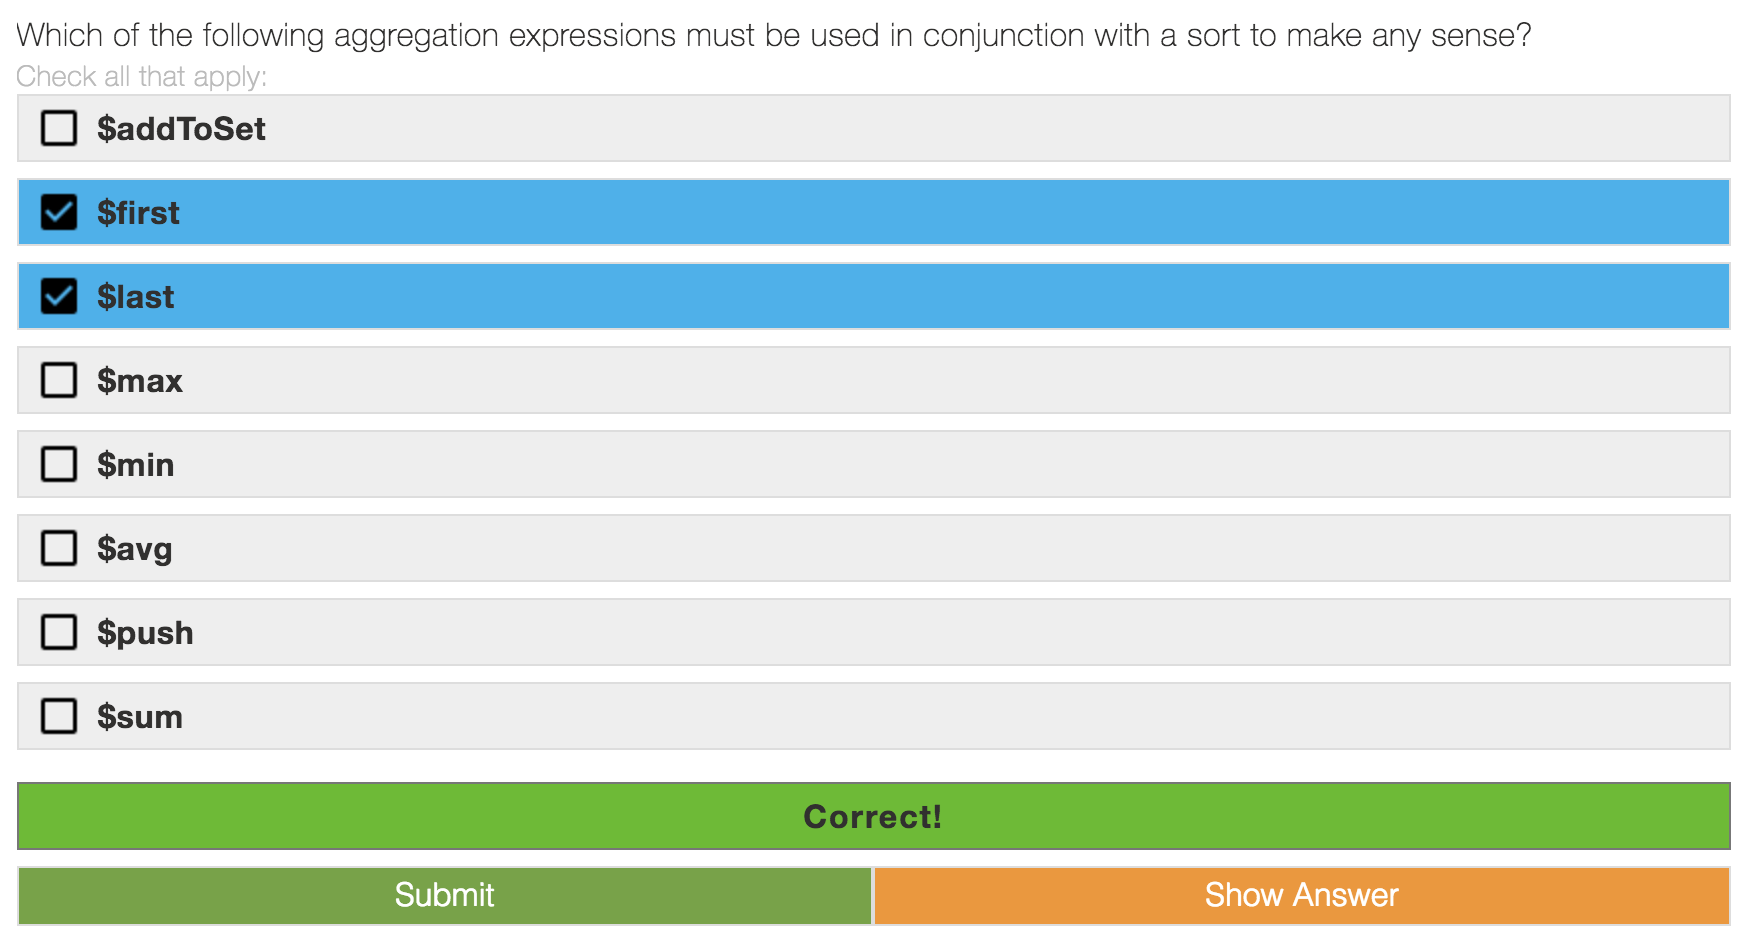 Which of the following aggregation expressions must be used in conjunction with a sort to make any sense?
Check all that apply:
$addToSet
$first
$last
$max
$min
$avg
$push
$sum
Correct!
Submit
Show Answer